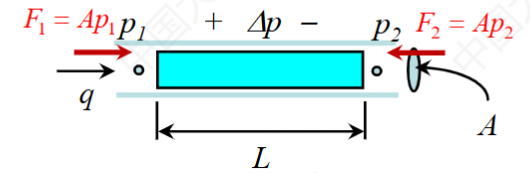 F₁ = Ap₁ p₁ + Δp − p₂ F₂ = Ap₂
q
A
L